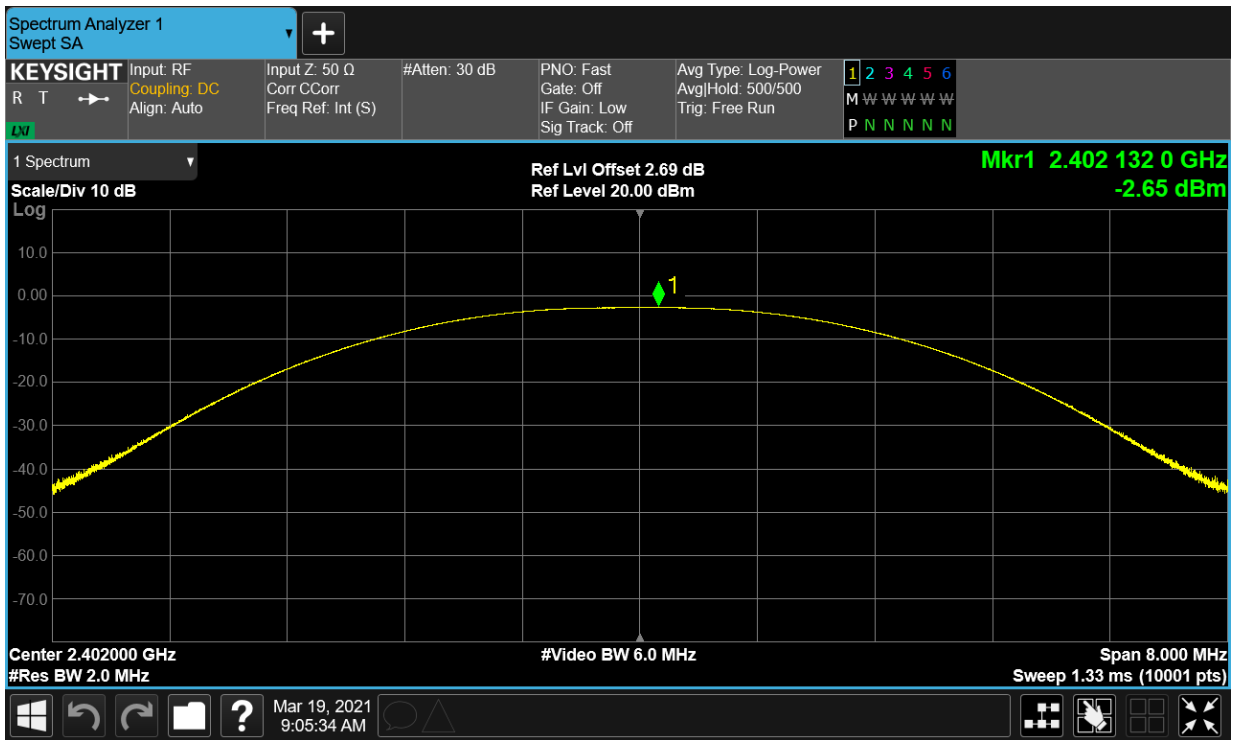 Spectrum Analyzer 1
Swept SA
▼
+
KEYSIGHT
R T
LXI
Input: RF
Coupling: DC
Align: Auto
Input Z: 50 Ω
Corr CCorr
Freq Ref: Int (S)
#Atten: 30 dB
PNO: Fast
Gate: Off
IF Gain: Low
Sig Track: Off
Avg Type: Log-Power
Avg|Hold: 500/500
Trig: Free Run
1 2 3 4 5 6
M W W W W W
P N N N N N
1 Spectrum ▼
Scale/Div 10 dB
Log
Ref Lvl Offset 2.69 dB
Ref Level 20.00 dBm
Mkr1 2.402 132 0 GHz
-2.65 dBm
10.0
0.00
-10.0
-20.0
-30.0
-40.0
-50.0
-60.0
-70.0
1
Center 2.402000 GHz
#Res BW 2.0 MHz
#Video BW 6.0 MHz
Span 8.000 MHz
Sweep 1.33 ms (10001 pts)
?
Mar 19, 2021
9:05:34 AM